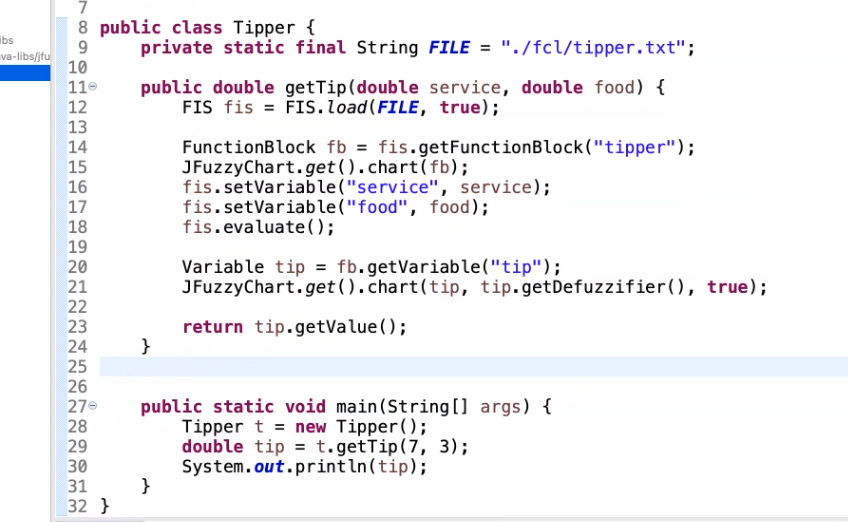 7
8 public class Tipper {
ibs
9     private static final String FILE = "./fcl/tipper.txt";
va-libs/jfu
10
11    public double getTip(double service, double food) {
12        FIS fis = FIS.load(FILE, true);
13
14        FunctionBlock fb = fis.getFunctionBlock("tipper");
15        JFuzzyChart.get().chart(fb);
16        fis.setVariable("service", service);
17        fis.setVariable("food", food);
18        fis.evaluate();
19
20        Variable tip = fb.getVariable("tip");
21        JFuzzyChart.get().chart(tip, tip.getDefuzzifier(), true);
22
23        return tip.getValue();
24    }
25
26
27    public static void main(String[] args) {
28        Tipper t = new Tipper();
29        double tip = t.getTip(7, 3);
30        System.out.println(tip);
31    }
32 }